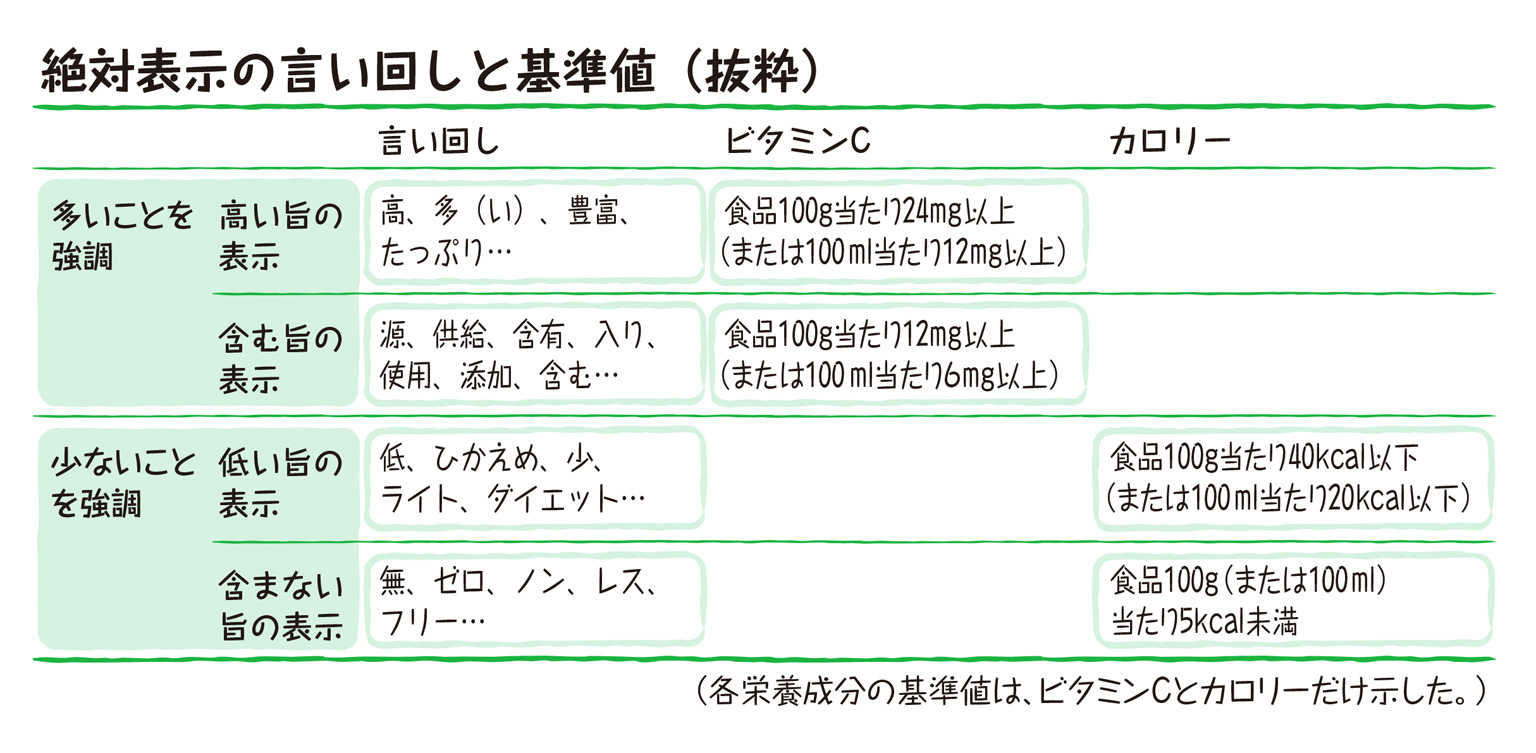 絶対表示の言い回しと基準値（抜粋）
言い回し ビタミンC カロリー
多いことを
強調
高い旨の
表示
高、多（い）、豊富、
たっぷり…
食品100g当たり24mg以上
(または100ml当たり12mg以上)
含む旨の
表示
源、供給、含有、入り、
使用、添加、含む…
食品100g当たり12mg以上
(または100ml当たり6mg以上)
少ないこと
を強調
低い旨の
表示
低、ひかえめ、少、
ライト、ダイエット…
食品100g当たり40kcal以下
(または100ml当たり20kcal以下)
含まない
旨の表示
無、ゼロ、ノン、レス、
フリー…
食品100g(または100ml)
当たり5kcal未満
(各栄養成分の基準値は、ビタミンCとカロリーだけ示した。)